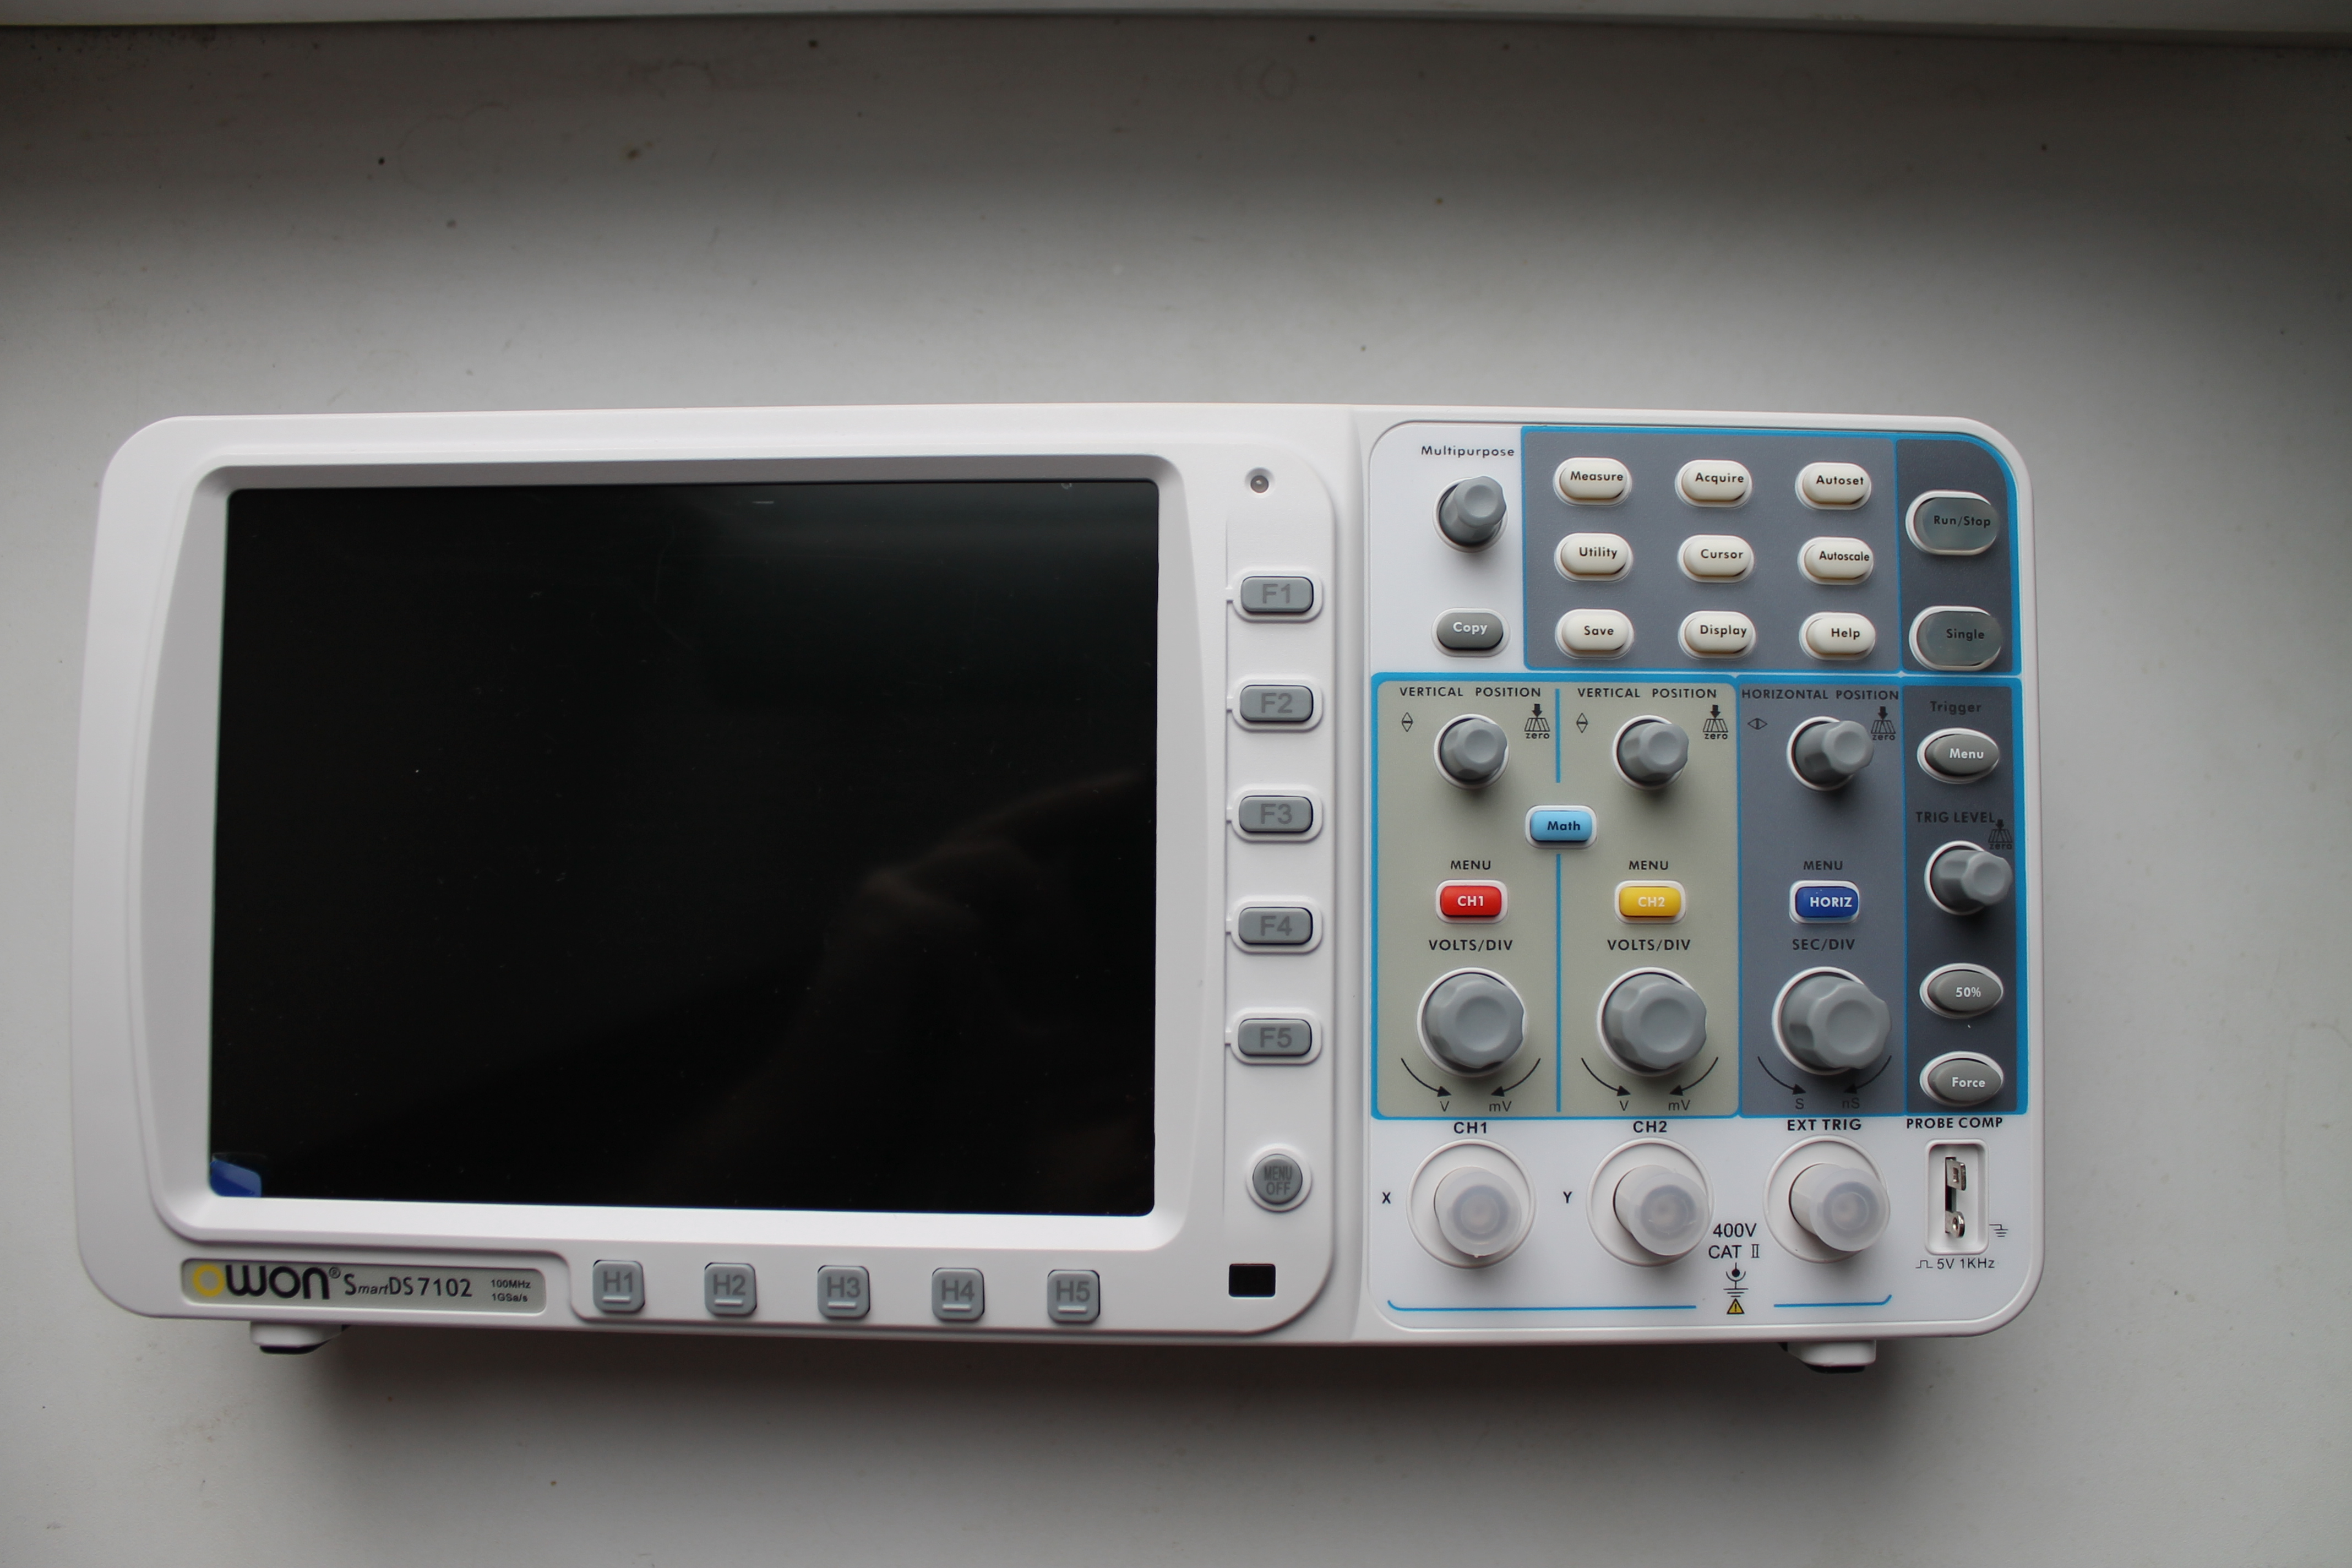 Multipurpose
Measure Acquire Autoset
Run/Stop
Utility Cursor Autoscale
Copy
Save Display Help
Single
F1
F2
F3
F4
F5
MENU
OFF
VERTICAL POSITION
zero
VERTICAL POSITION
zero
HORIZONTAL POSITION
zero
Trigger
Menu
Math
TRIG LEVEL
zero
MENU
CH1
VOLTS/DIV
V mV
MENU
CH2
VOLTS/DIV
V mV
MENU
HORIZ
SEC/DIV
S nS
50%
Force
CH1
CH2
EXT TRIG
PROBE COMP
X
Y
400V
CAT II
5V 1KHz
owon® SmartDS7102
100MHz
1GSa/s
H1 H2 H3 H4 H5